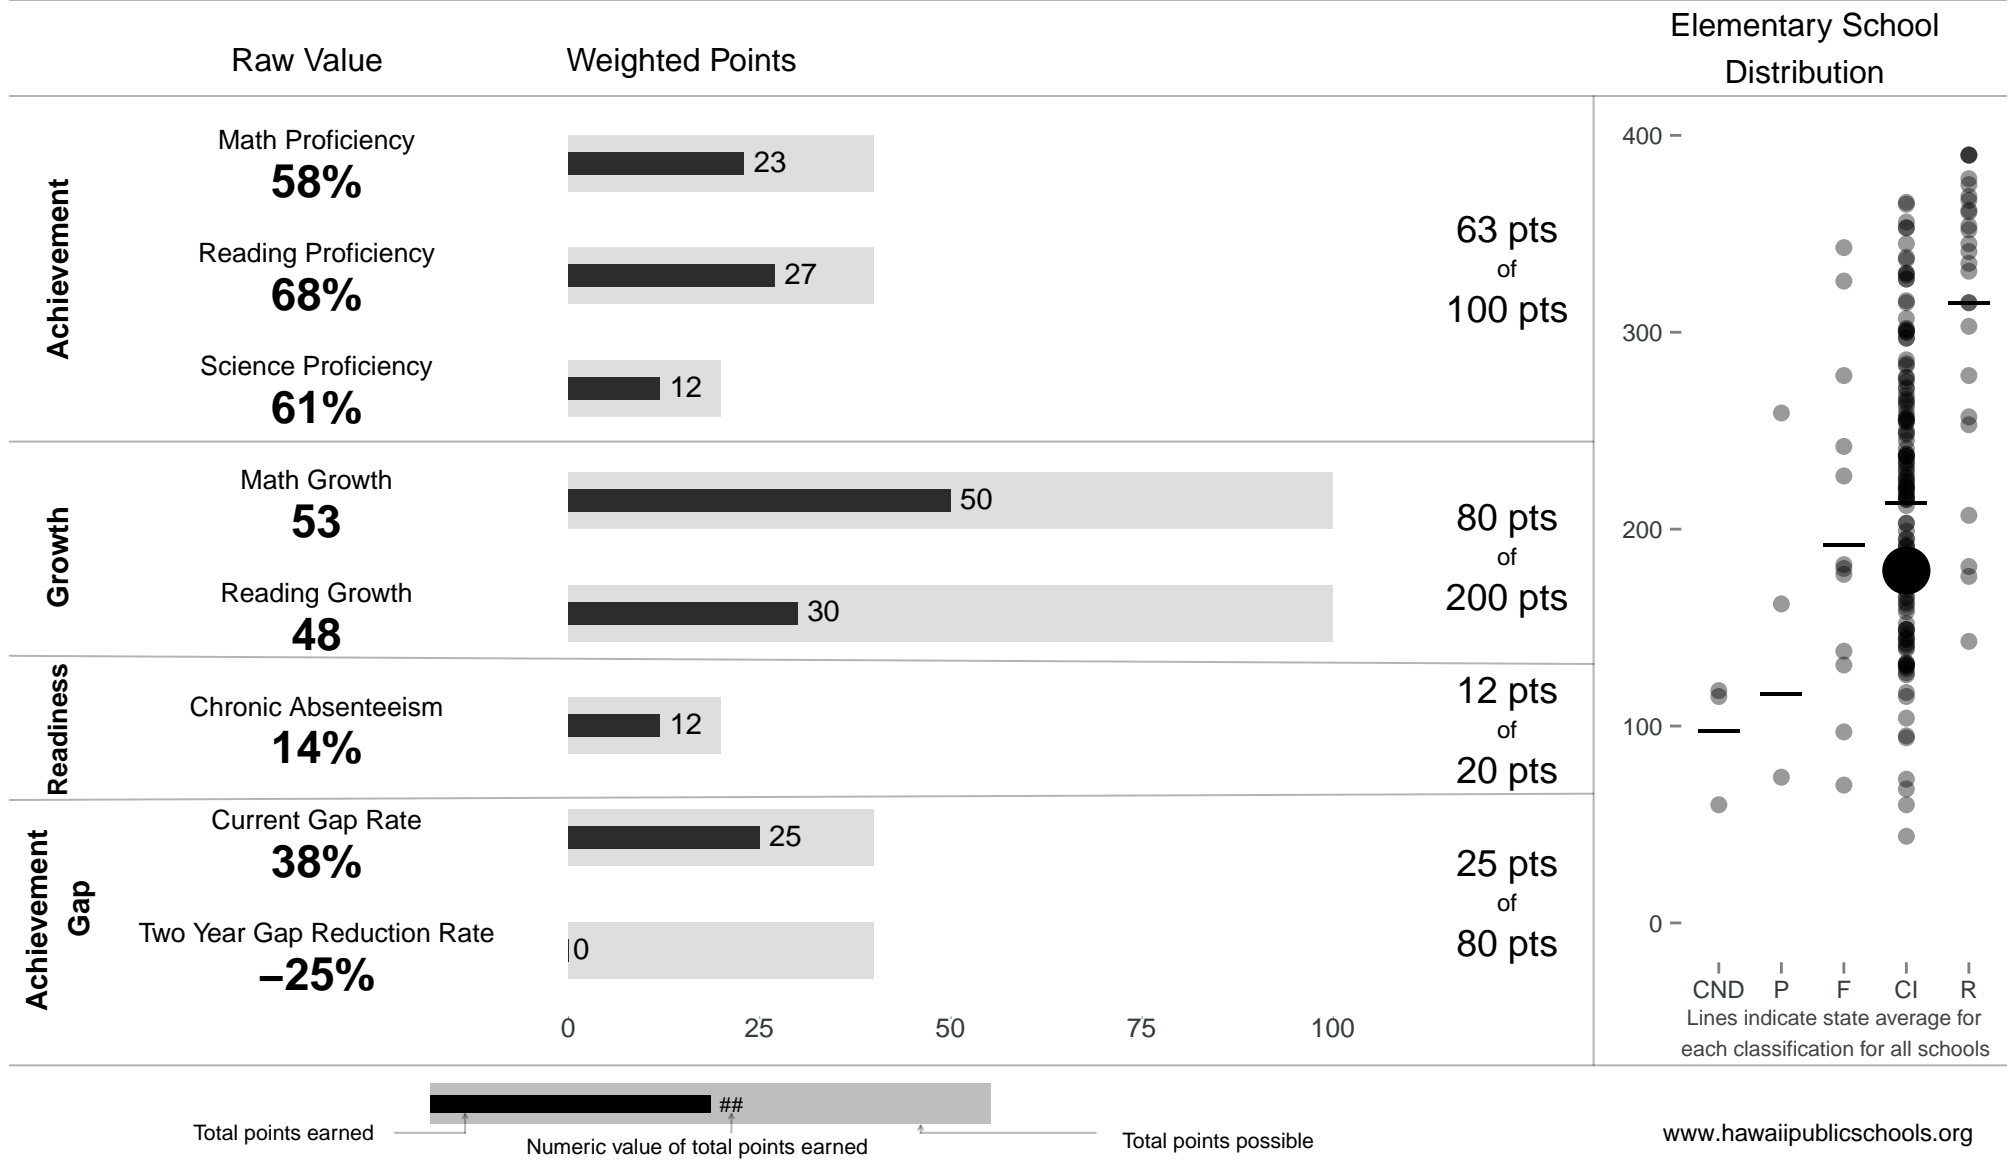 Raw Value
Weighted Points
Elementary School
Distribution
Achievement
Math Proficiency
58%
23
Reading Proficiency
68%
27
Science Proficiency
61%
12
63 pts
of
100 pts
Growth
Math Growth
53
50
Reading Growth
48
30
80 pts
of
200 pts
Readiness
Chronic Absenteeism
14%
12
12 pts
of
20 pts
Achievement
Gap
Current Gap Rate
38%
25
Two Year Gap Reduction Rate
−25%
0
25 pts
of
80 pts
0
25
50
75
100
400
300
200
100
0
CND
P
F
CI
R
Lines indicate state average for
each classification for all schools
##
Total points earned
Numeric value of total points earned
Total points possible
www.hawaiipublicschools.org